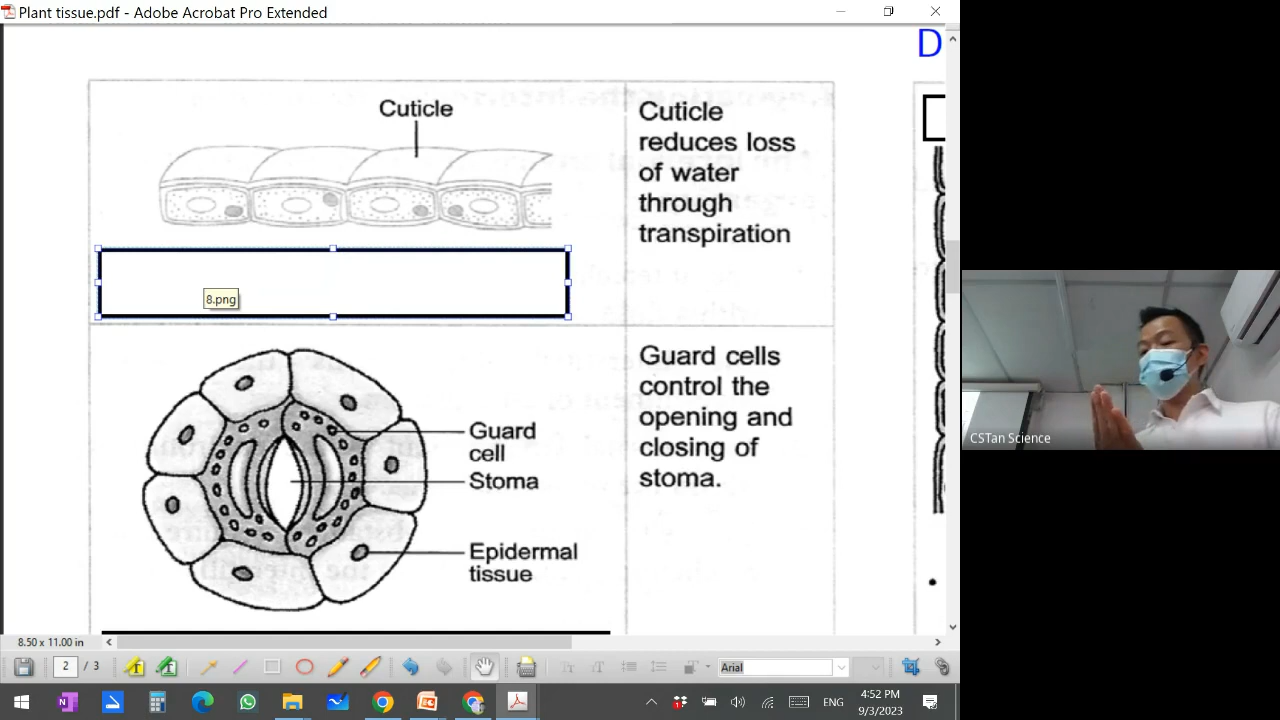 Plant tissue.pdf - Adobe Acrobat Pro Extended
D
Cuticle
Cuticle
reduces loss
of water
through
transpiration
8.png
Guard cells
control the
opening and
closing of
stoma.
Guard
cell
Stoma
Epidermal
tissue
CSTan Science
8.50 x 11.00 in
2 / 3
Arial
ENG
4:52 PM
9/3/2023